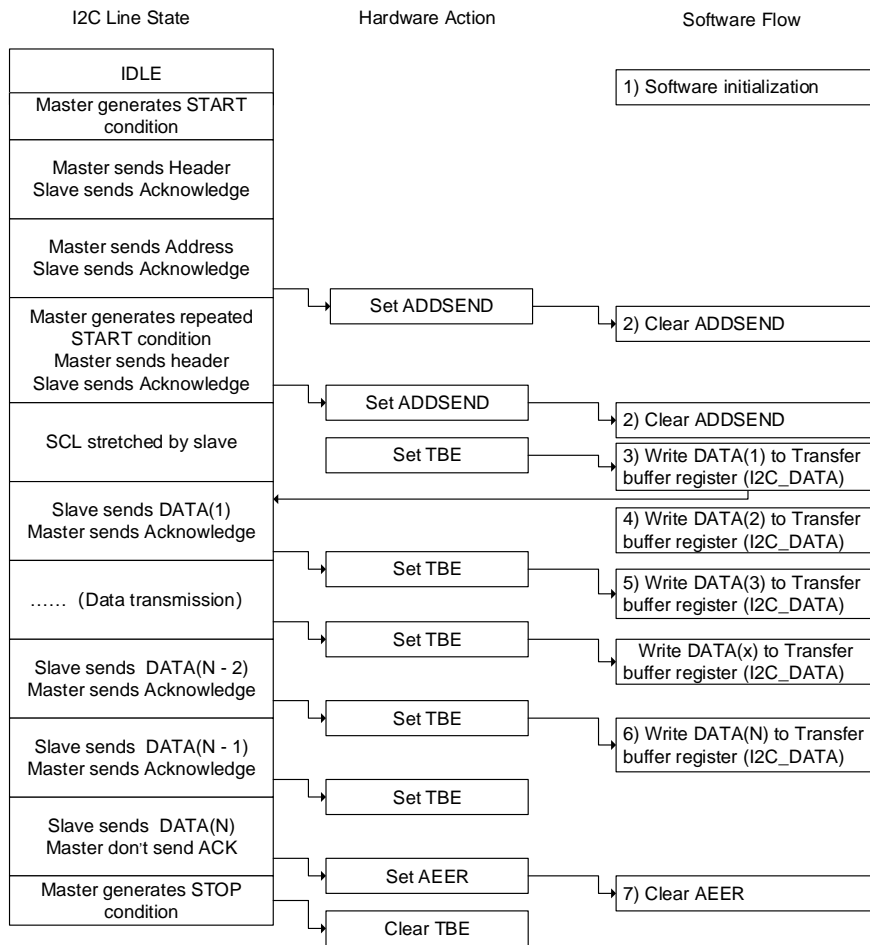 I2C Line State
Hardware Action
Software Flow
IDLE
1) Software initialization
Master generates START
condition
Master sends Header
Slave sends Acknowledge
Master sends Address
Slave sends Acknowledge
Set ADDSEND
2) Clear ADDSEND
Master generates repeated
START condition
Master sends header
Slave sends Acknowledge
Set ADDSEND
2) Clear ADDSEND
SCL stretched by slave
Set TBE
3) Write DATA(1) to Transfer
buffer register (I2C_DATA)
Slave sends DATA(1)
Master sends Acknowledge
4) Write DATA(2) to Transfer
buffer register (I2C_DATA)
Set TBE
5) Write DATA(3) to Transfer
buffer register (I2C_DATA)
...... (Data transmission)
Set TBE
Write DATA(x) to Transfer
buffer register (I2C_DATA)
Slave sends DATA(N - 2)
Master sends Acknowledge
Set TBE
6) Write DATA(N) to Transfer
buffer register (I2C_DATA)
Slave sends DATA(N - 1)
Master sends Acknowledge
Set TBE
Slave sends DATA(N)
Master don't send ACK
Set AEER
7) Clear AEER
Master generates STOP
condition
Clear TBE